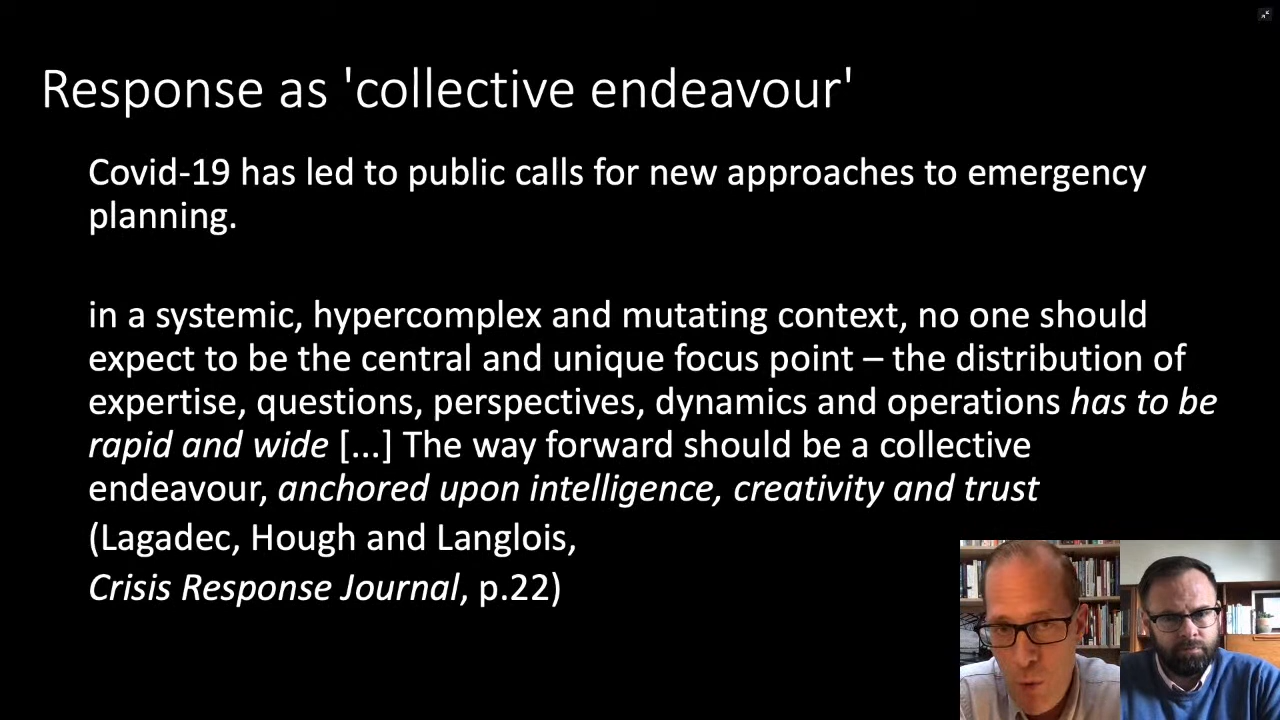 Response as 'collective endeavour'
Covid-19 has led to public calls for new approaches to emergency
planning.
in a systemic, hypercomplex and mutating context, no one should
expect to be the central and unique focus point – the distribution of
expertise, questions, perspectives, dynamics and operations has to be
rapid and wide [...] The way forward should be a collective
endeavour, anchored upon intelligence, creativity and trust
(Lagadec, Hough and Langlois,
Crisis Response Journal, p.22)